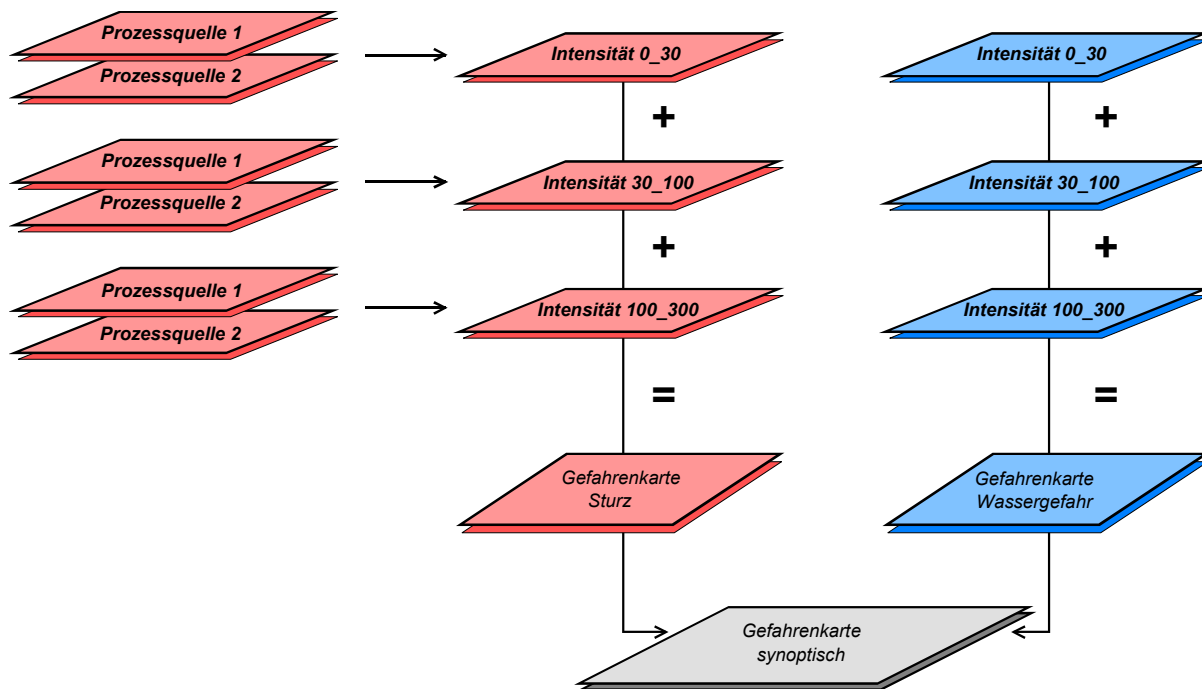 Prozessquelle 1
Prozessquelle 2
Intensität 0_30
Intensität 0_30
+
+
Prozessquelle 1
Prozessquelle 2
Intensität 30_100
Intensität 30_100
+
+
Prozessquelle 1
Prozessquelle 2
Intensität 100_300
Intensität 100_300
=
=
Gefahrenkarte
Sturz
Gefahrenkarte
Wassergefahr
Gefahrenkarte
synoptisch